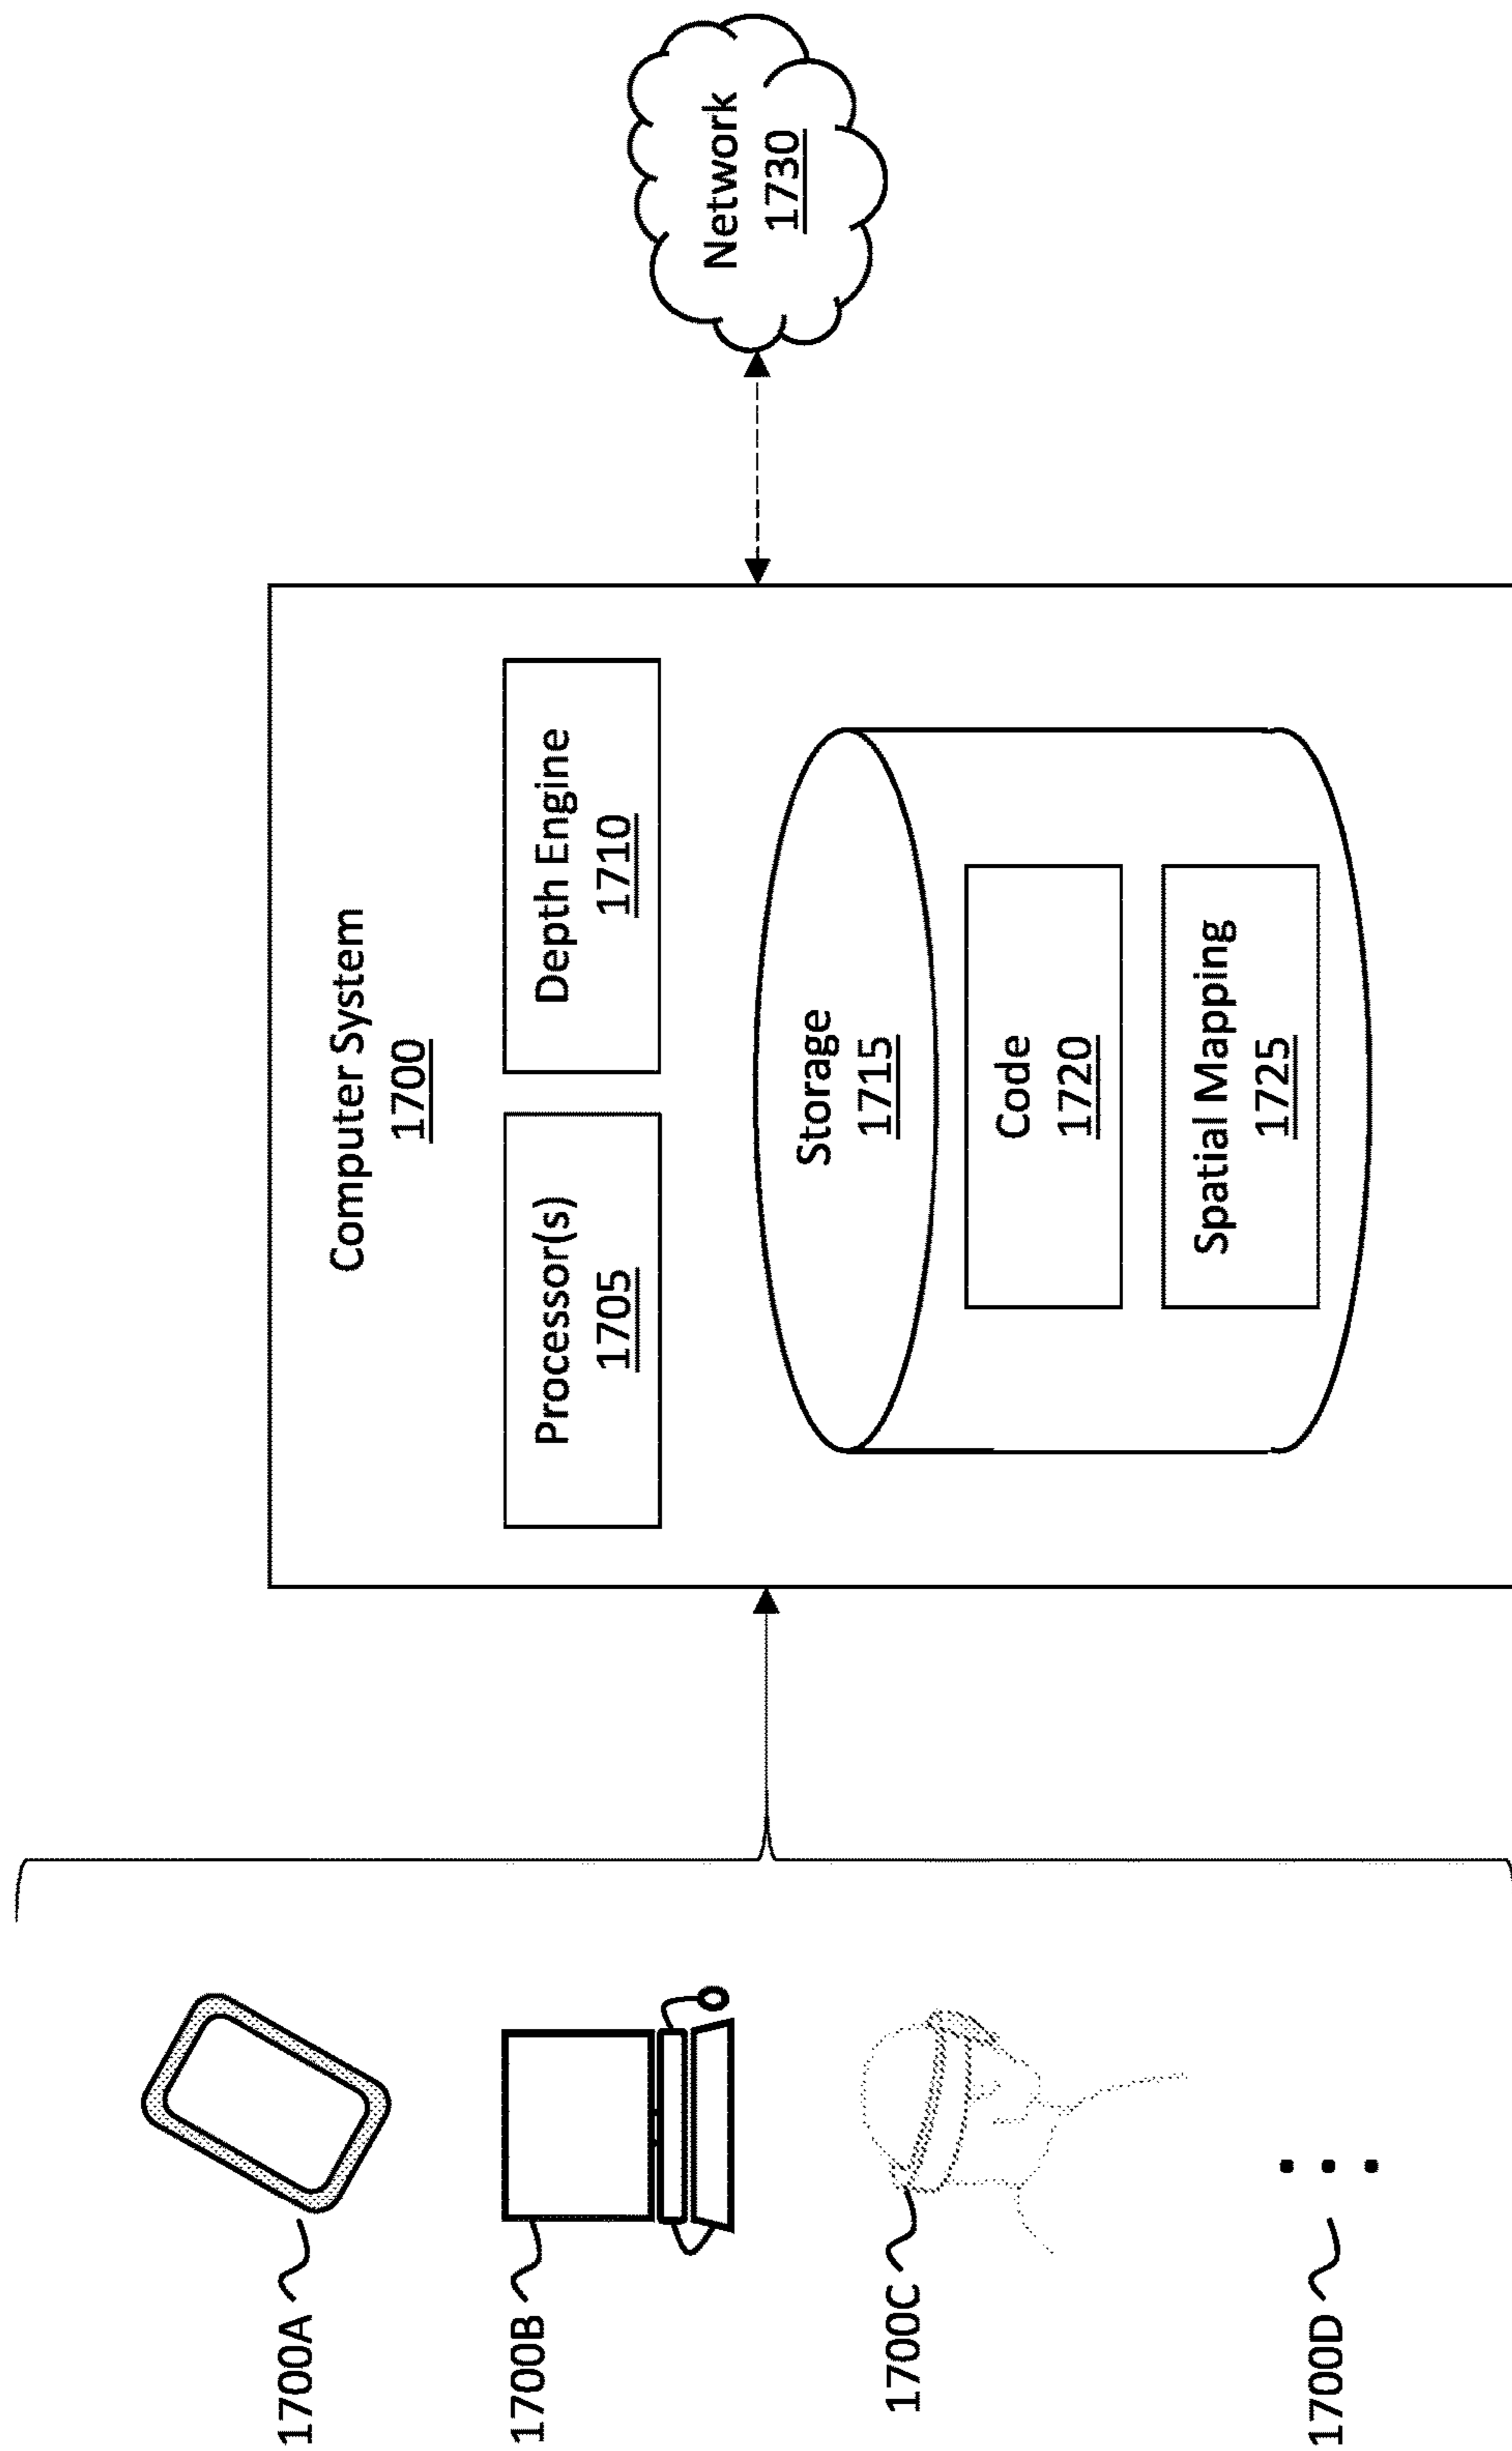 1700A
1700B
1700C
1700D
Computer System
1700
Processor(s)
1705
Depth Engine
1710
Storage
1715
Code
1720
Spatial Mapping
1725
Network
1730